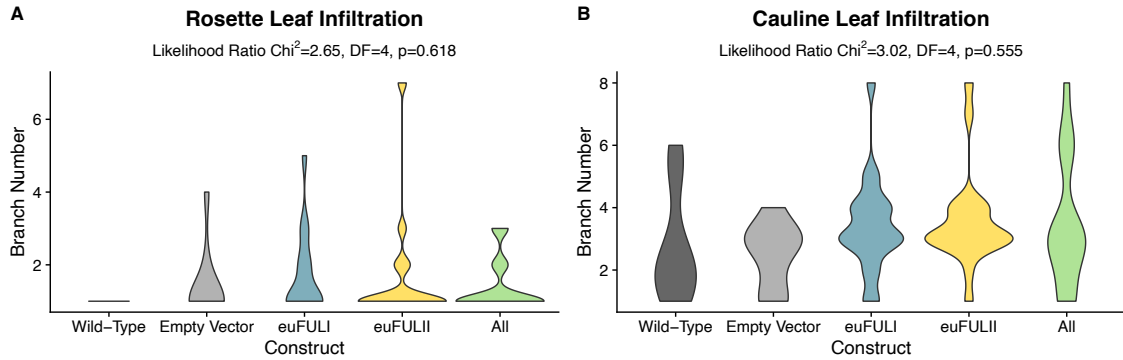 A
Rosette Leaf Infiltration
Likelihood Ratio Chi²=2.65, DF=4, p=0.618
Branch Number
6
4
2
Wild−Type Empty Vector euFULI euFULII All
Construct
B
Cauline Leaf Infiltration
Likelihood Ratio Chi²=3.02, DF=4, p=0.555
Branch Number
8
6
4
2
Wild−Type Empty Vector euFULI euFULII All
Construct